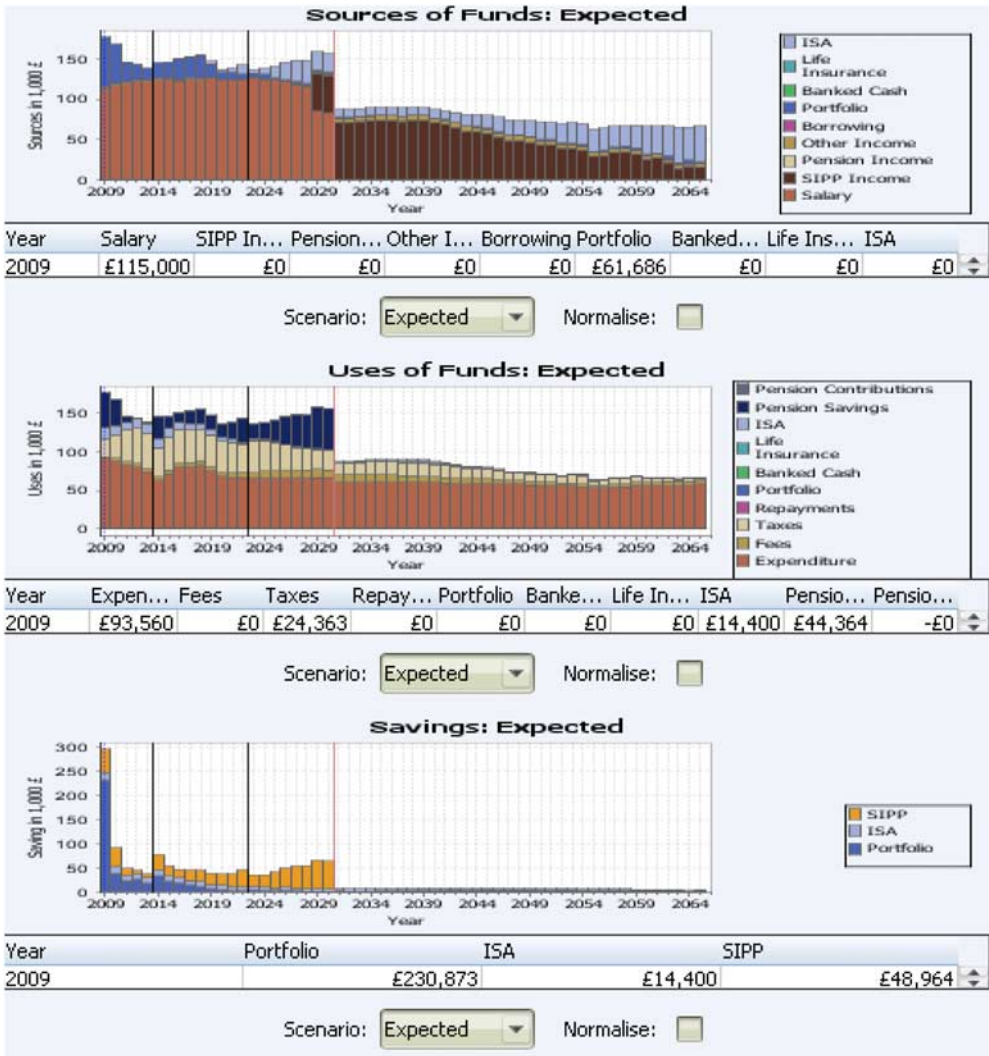 Sources of Funds: Expected
Sources in 1,000 £
150
100
50
0
2009 2014 2019 2024 2029 2034 2039 2044 2049 2054 2059 2064
Year
ISA
Life
Insurance
Banked Cash
Portfolio
Borrowing
Other Income
Pension Income
SIPP Income
Salary
Year Salary SIPP In... Pension... Other I... Borrowing Portfolio Banked... Life Ins... ISA
2009 £115,000 £0 £0 £0 £0 £61,686 £0 £0 £0
Scenario: Expected Normalise:
Uses of Funds: Expected
Uses in 1,000 £
150
100
50
0
2009 2014 2019 2024 2029 2034 2039 2044 2049 2054 2059 2064
Year
Pension Contributions
Pension Savings
ISA
Life
Insurance
Banked Cash
Portfolio
Repayments
Taxes
Fees
Expenditure
Year Expen... Fees Taxes Repay... Portfolio Banke... Life In... ISA Pensio... Pensio...
2009 £93,560 £0 £24,363 £0 £0 £0 £0 £14,400 £44,364 -£0
Scenario: Expected Normalise:
Savings: Expected
Saving in 1,000 £
300
250
200
150
100
50
0
2009 2014 2019 2024 2029 2034 2039 2044 2049 2054 2059 2064
Year
SIPP
ISA
Portfolio
Year Portfolio ISA SIPP
2009 £230,873 £14,400 £48,964
Scenario: Expected Normalise: